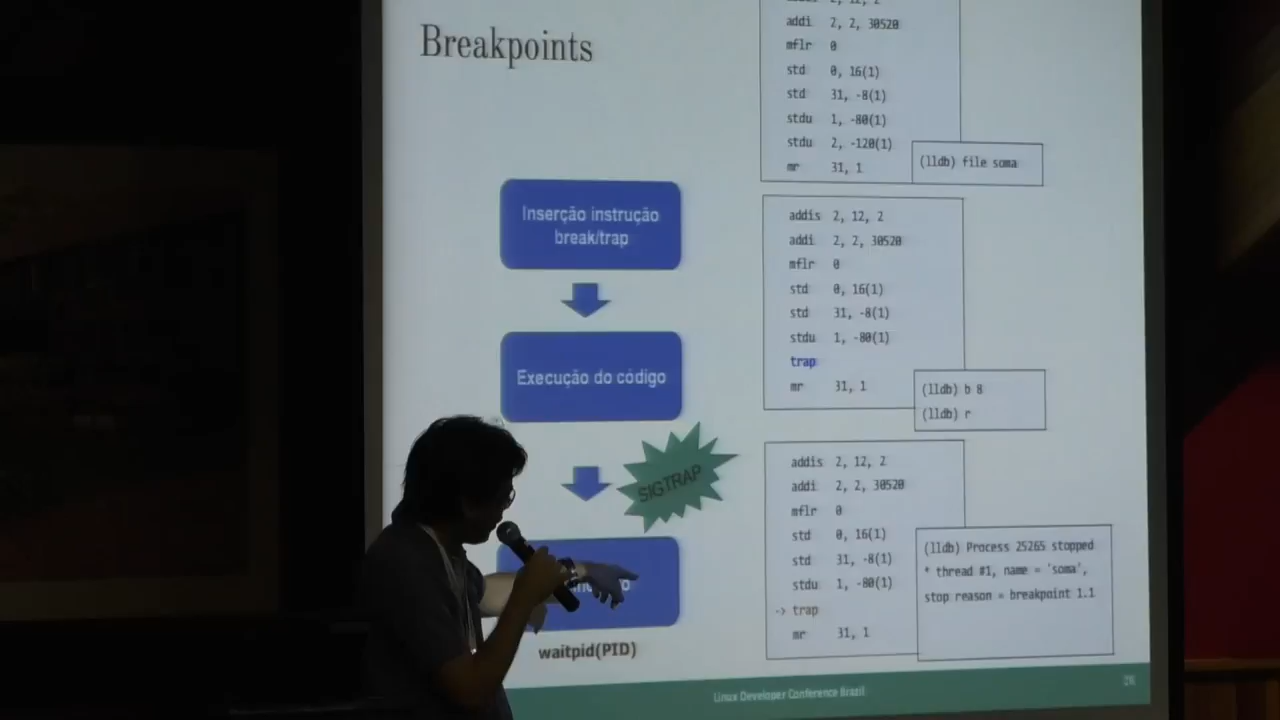 Breakpoints
addi 2, 2, 30520
mflr 0
std 0, 16(1)
std 31, -8(1)
stdu 1, -80(1)
stdu 2, -120(1)
mr 31, 1
(lldb) file soma
Inserção instrução
break/trap
addis 2, 12, 2
addi 2, 2, 30520
mflr 0
std 0, 16(1)
std 31, -8(1)
stdu 1, -80(1)
trap
mr 31, 1
(lldb) b 8
(lldb) r
Execução do código
SIGTRAP
addis 2, 12, 2
addi 2, 2, 30520
mflr 0
std 0, 16(1)
std 31, -8(1)
stdu 1, -80(1)
-> trap
mr 31, 1
(lldb) Process 25265 stopped
* thread #1, name = 'soma',
stop reason = breakpoint 1.1
waitpid(PID)
Linux Developer Conference Brazil